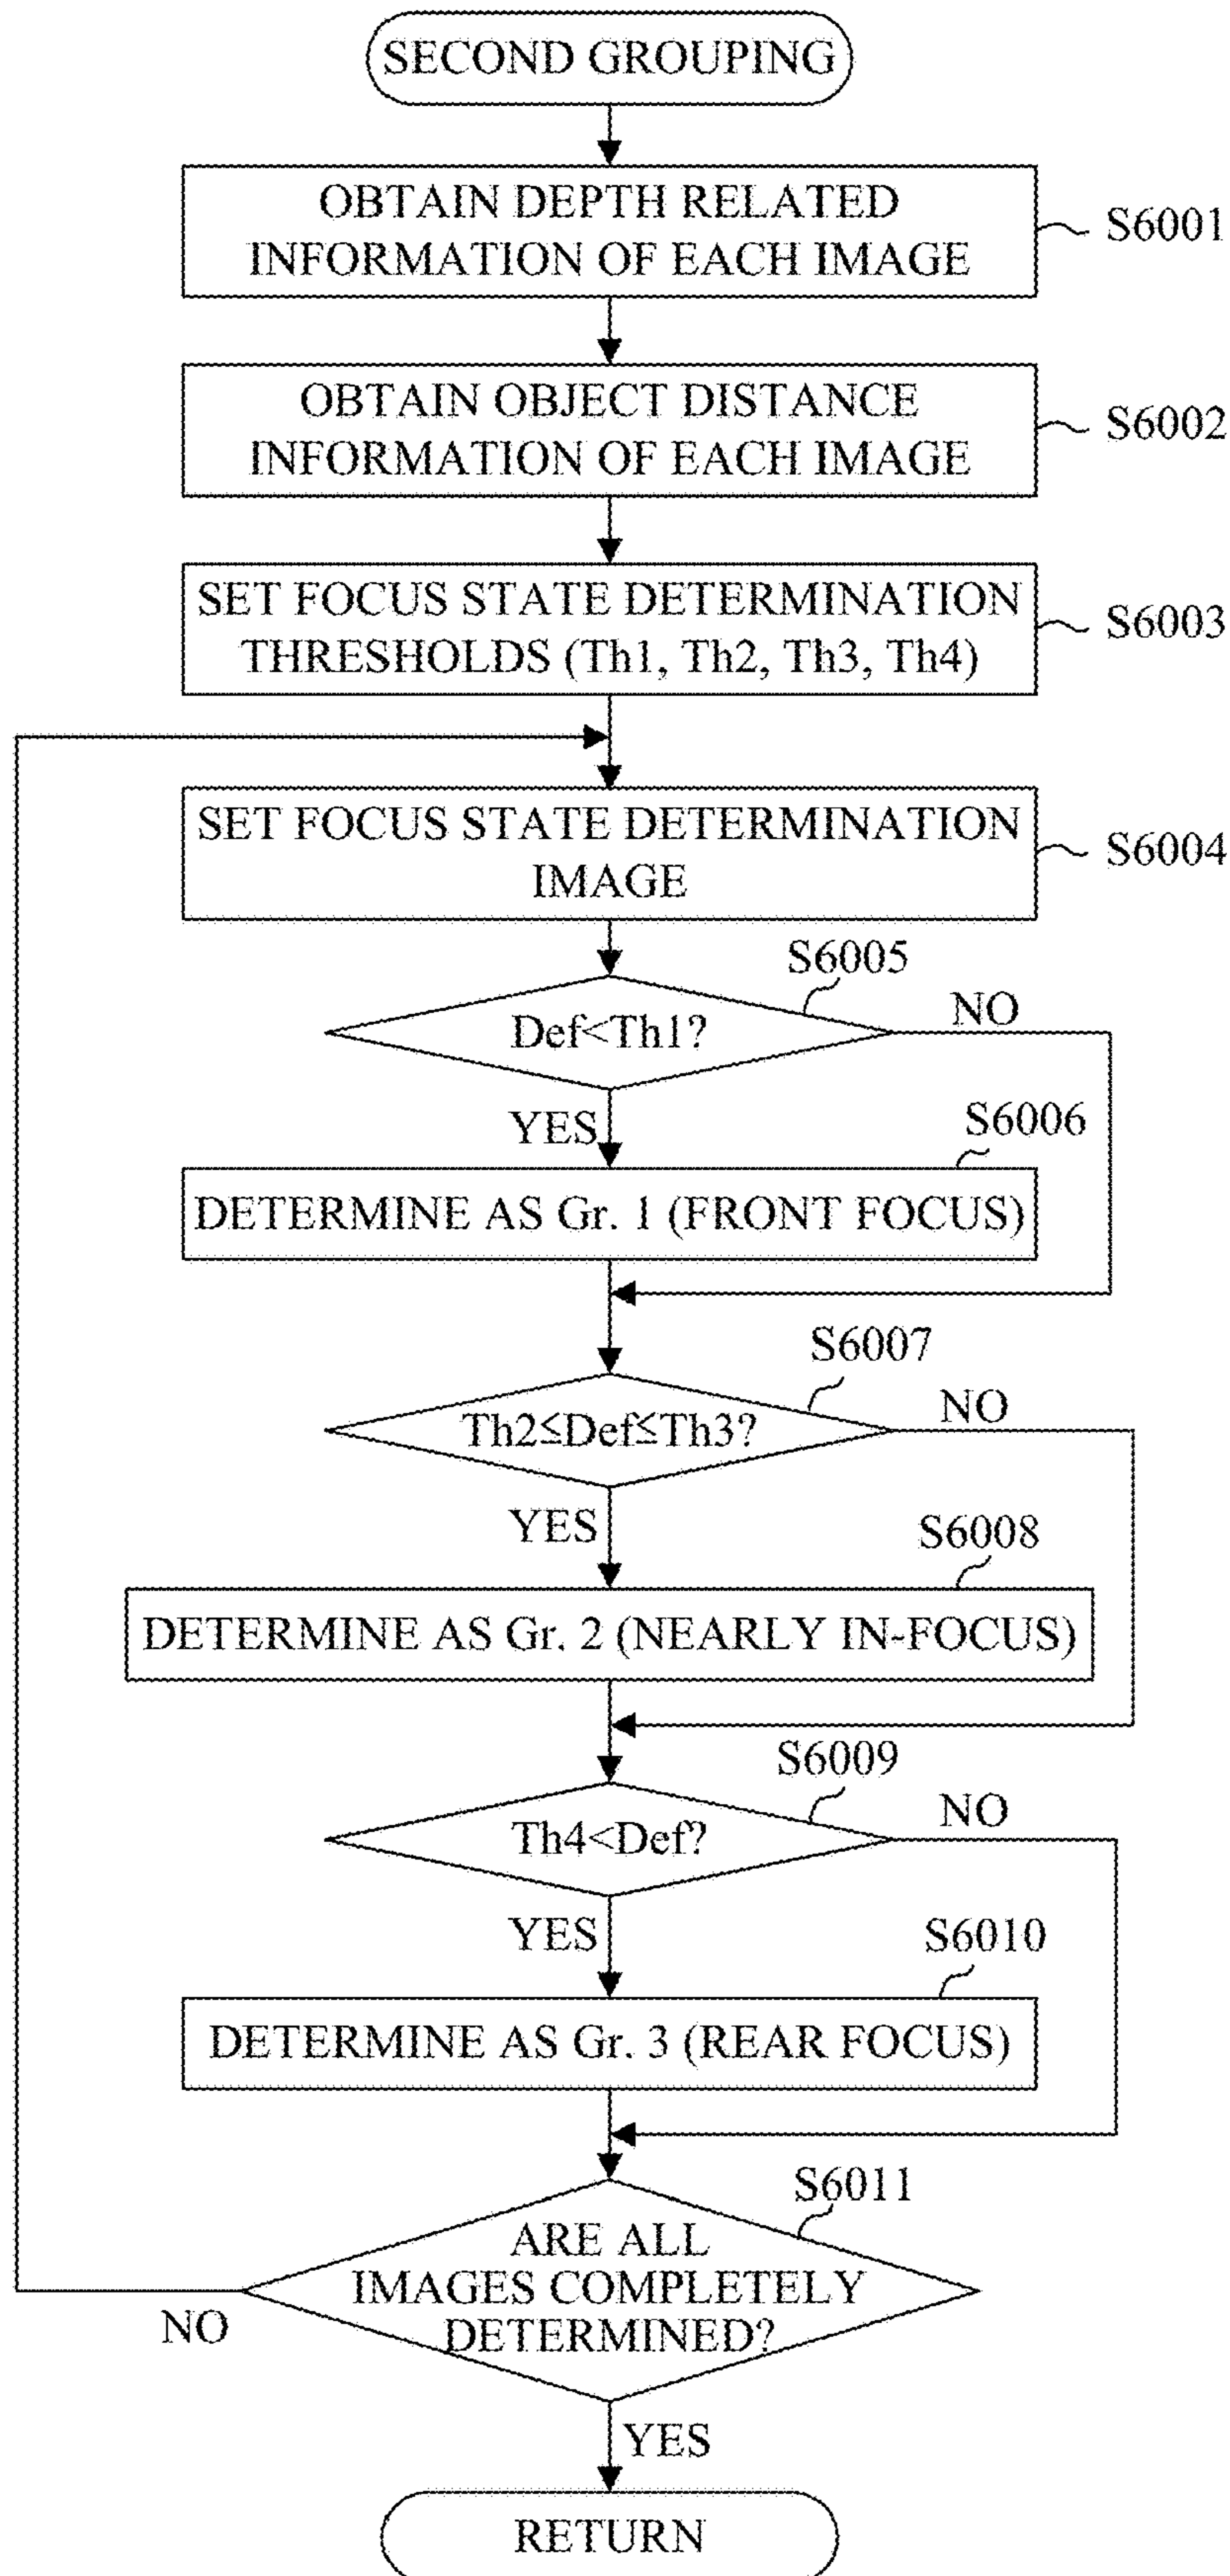 SECOND GROUPING
OBTAIN DEPTH RELATED
INFORMATION OF EACH IMAGE
S6001
OBTAIN OBJECT DISTANCE
INFORMATION OF EACH IMAGE
S6002
SET FOCUS STATE DETERMINATION
THRESHOLDS (Th1, Th2, Th3, Th4)
S6003
SET FOCUS STATE DETERMINATION
IMAGE
S6004
S6005
Def<Th1?
NO
YES
S6006
DETERMINE AS Gr. 1 (FRONT FOCUS)
S6007
Th2≦Def≦Th3?
NO
YES
S6008
DETERMINE AS Gr. 2 (NEARLY IN-FOCUS)
S6009
Th4<Def?
NO
YES
S6010
DETERMINE AS Gr. 3 (REAR FOCUS)
S6011
ARE ALL
IMAGES COMPLETELY
DETERMINED?
NO
YES
RETURN